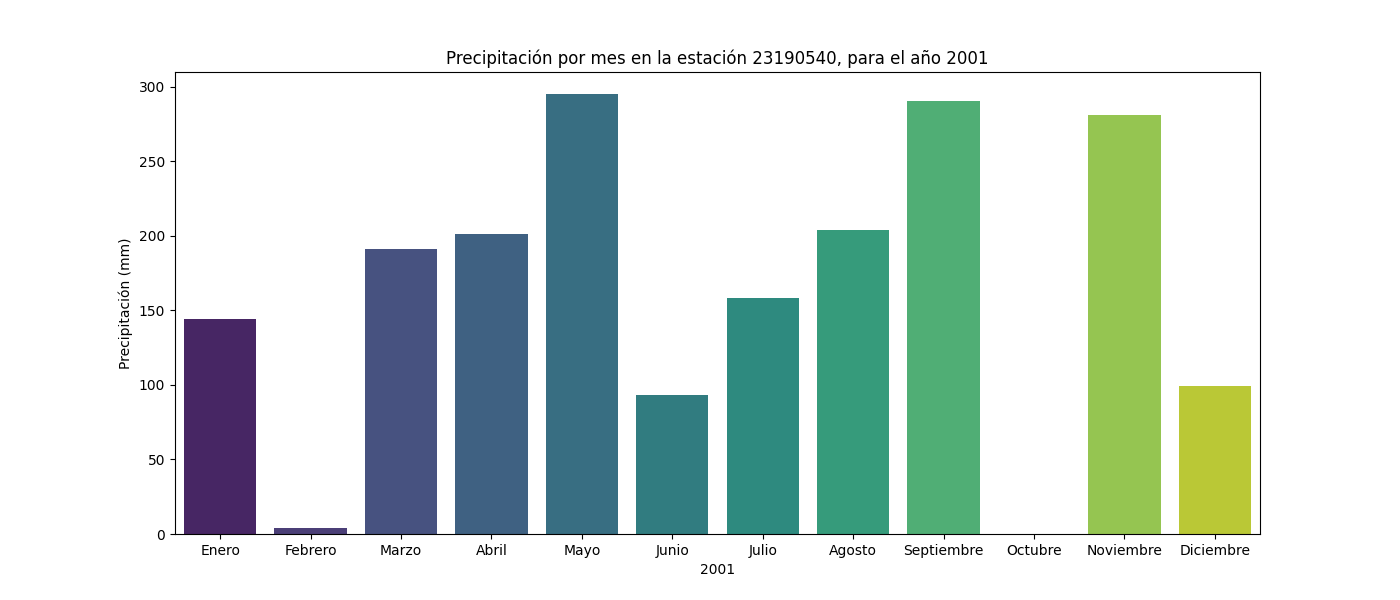 Precipitación por mes en la estación 23190540, para el año 2001
Precipitación (mm)
300
250
200
150
100
50
0
Enero Febrero Marzo Abril Mayo Junio Julio Agosto Septiembre Octubre Noviembre Diciembre
2001